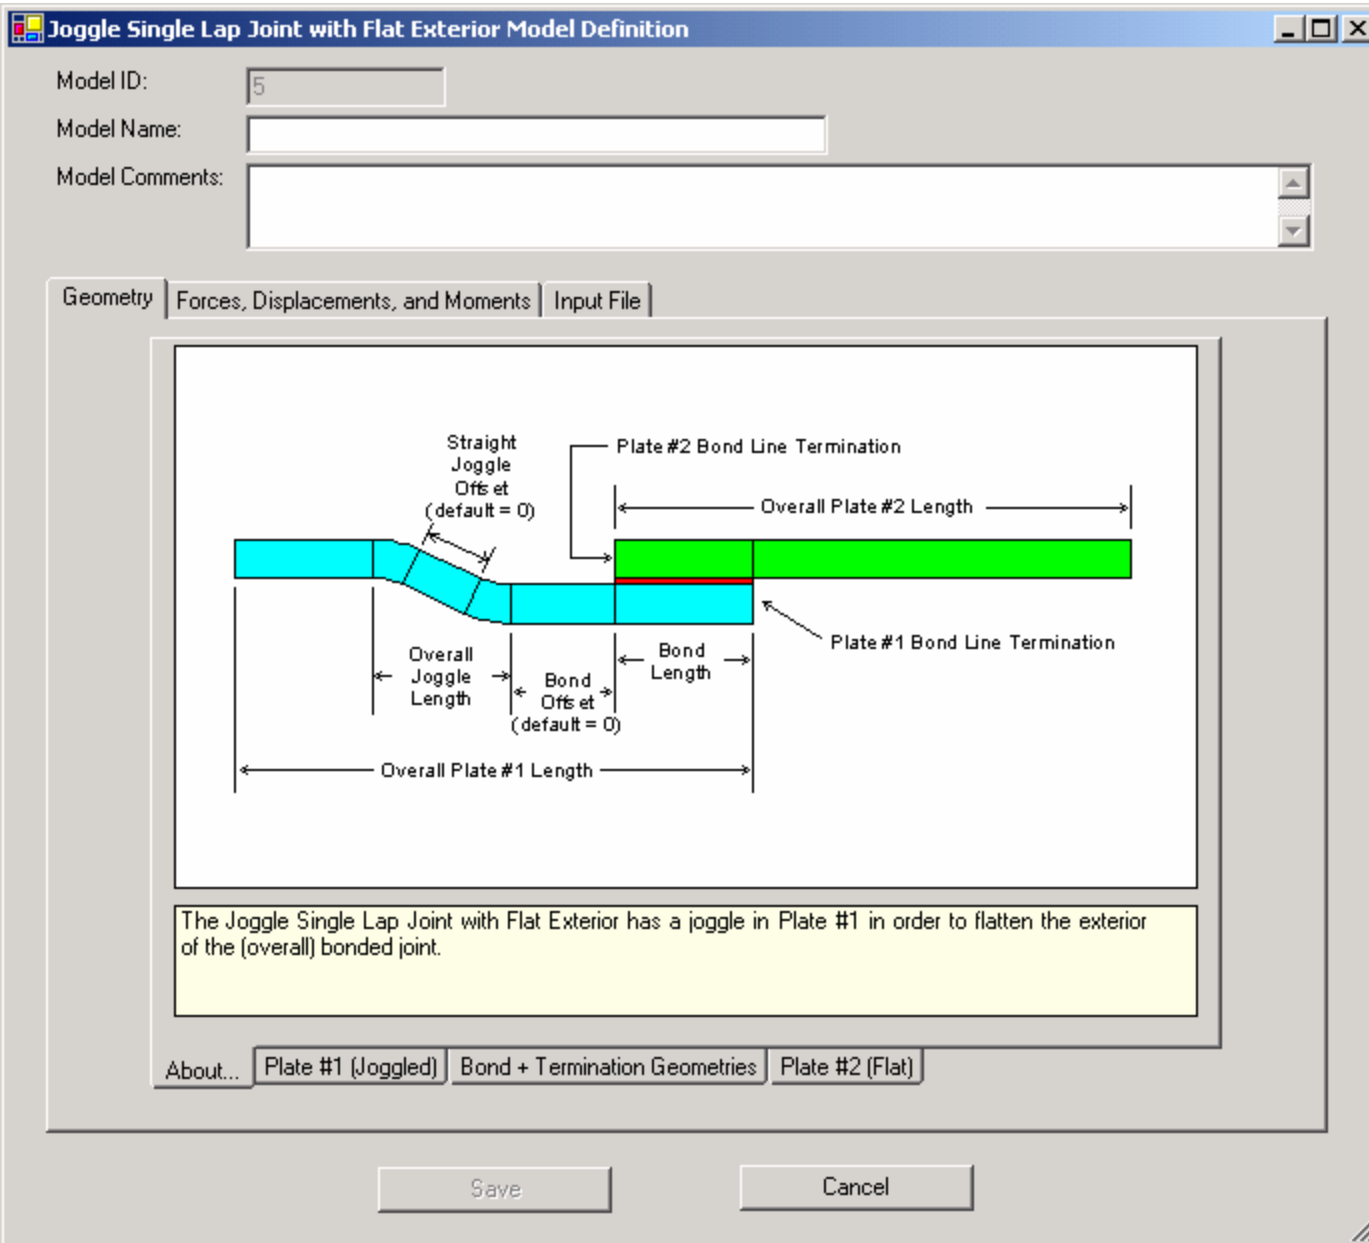 Joggle Single Lap Joint with Flat Exterior Model Definition
Model ID:
5
Model Name:
Model Comments:
Geometry
Forces, Displacements, and Moments
Input File
Straight
Joggle
Offset
(default = 0)
Plate #2 Bond Line Termination
Overall Plate #2 Length
Plate #1 Bond Line Termination
Overall
Joggle
Length
Bond
Offset
(default = 0)
Bond
Length
Overall Plate #1 Length
The Joggle Single Lap Joint with Flat Exterior has a joggle in Plate #1 in order to flatten the exterior
of the (overall) bonded joint.
About...
Plate #1 (Joggled)
Bond + Termination Geometries
Plate #2 (Flat)
Save
Cancel